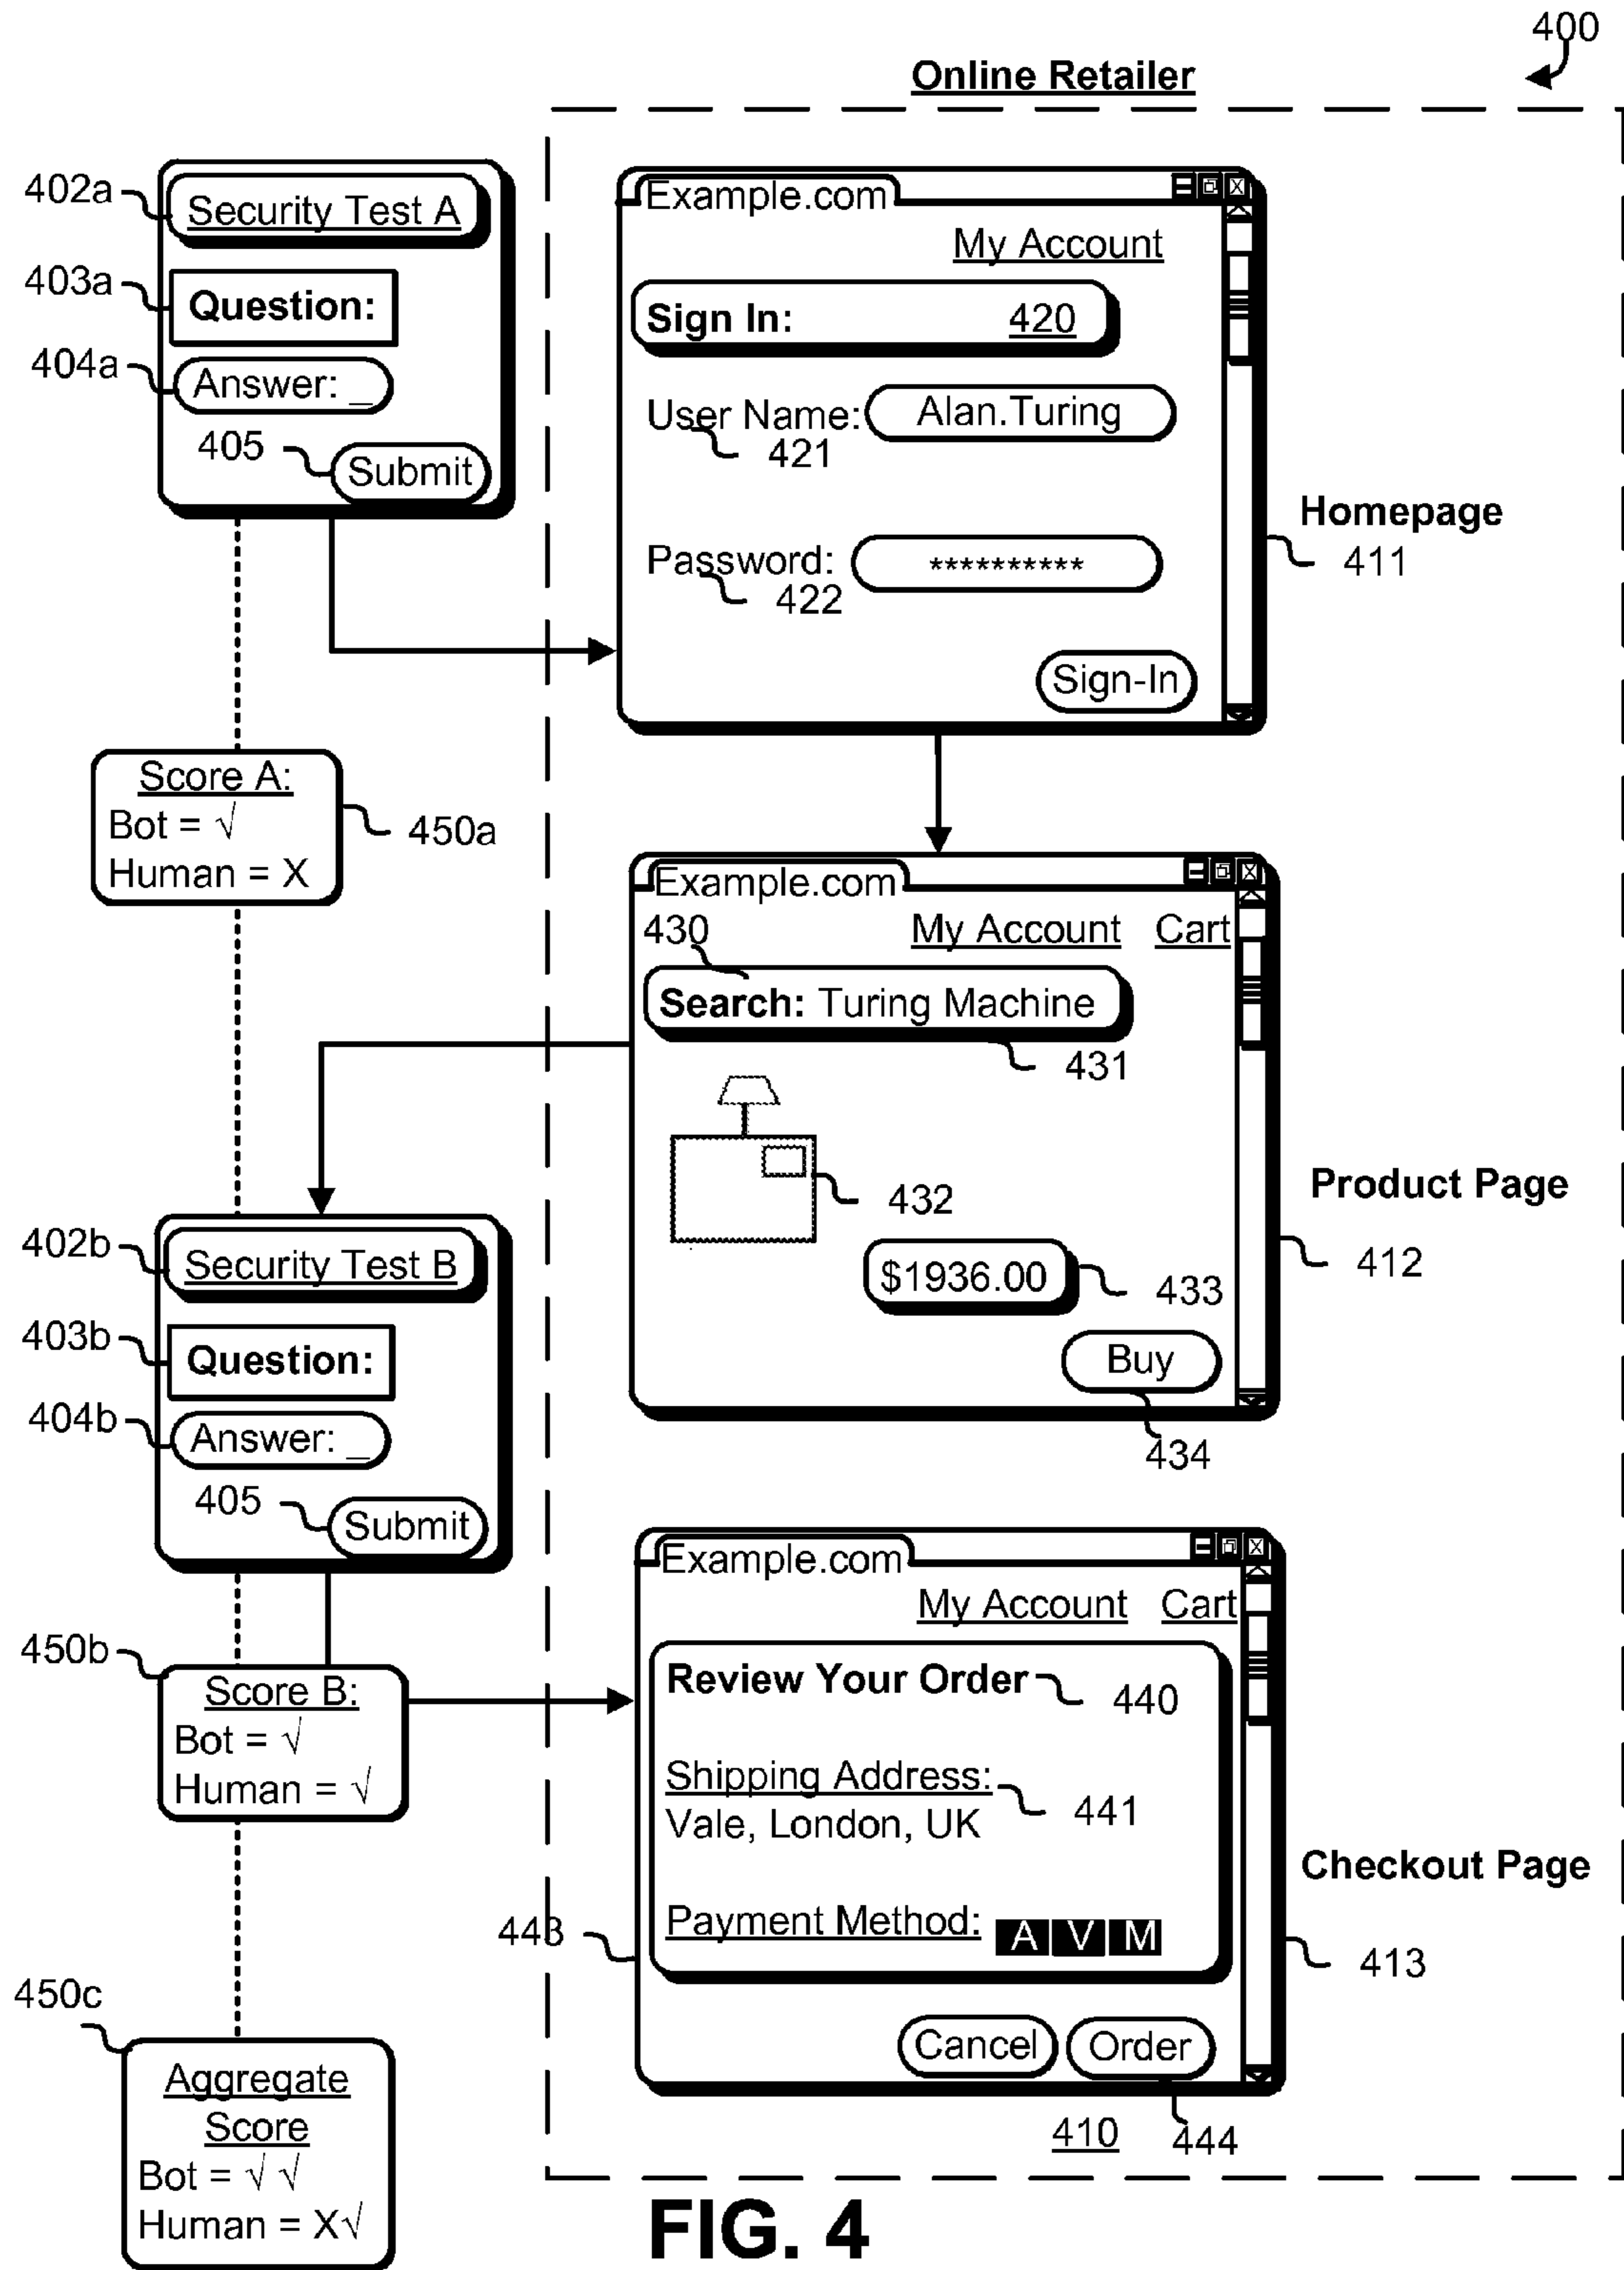 400
Online Retailer
402a
Security Test A
403a
Question:
404a
Answer: _
405
Submit
Example.com
My Account
Sign In: 420
User Name: Alan.Turing
421
Password: **********
422
Sign-In
Homepage
411
Score A:
Bot = √
Human = X
450a
Example.com
430
My Account Cart
Search: Turing Machine
431
432
$1936.00
433
Buy
434
Product Page
412
402b
Security Test B
403b
Question:
404b
Answer: _
405
Submit
450b
Score B:
Bot = √
Human = √
Example.com
My Account Cart
Review Your Order
440
Shipping Address:
441
Vale, London, UK
Payment Method: A V M
443
Cancel Order
444
Checkout Page
413
410
450c
Aggregate
Score
Bot = √ √
Human = X√
FIG. 4